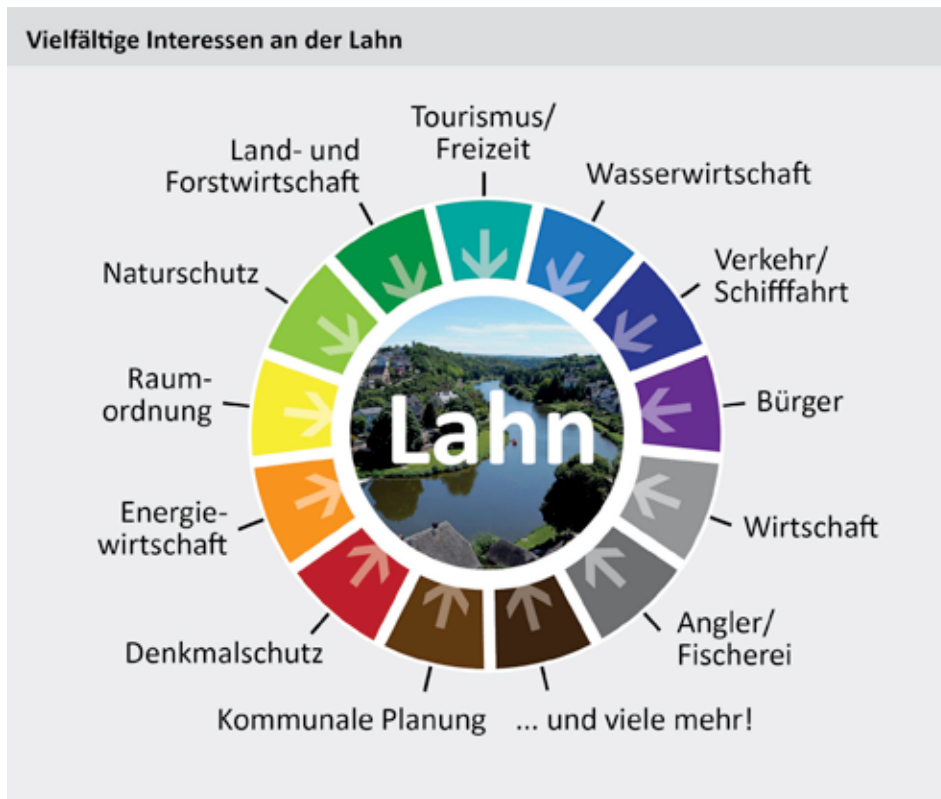 Vielfältige Interessen an der Lahn
Tourismus/
Freizeit
Wasserwirtschaft
Verkehr/
Schifffahrt
Bürger
Wirtschaft
Angler/
Fischerei
... und viele mehr!
Kommunale Planung
Denkmalschutz
Energie-
wirtschaft
Raum-
ordnung
Naturschutz
Land- und
Forstwirtschaft
Lahn